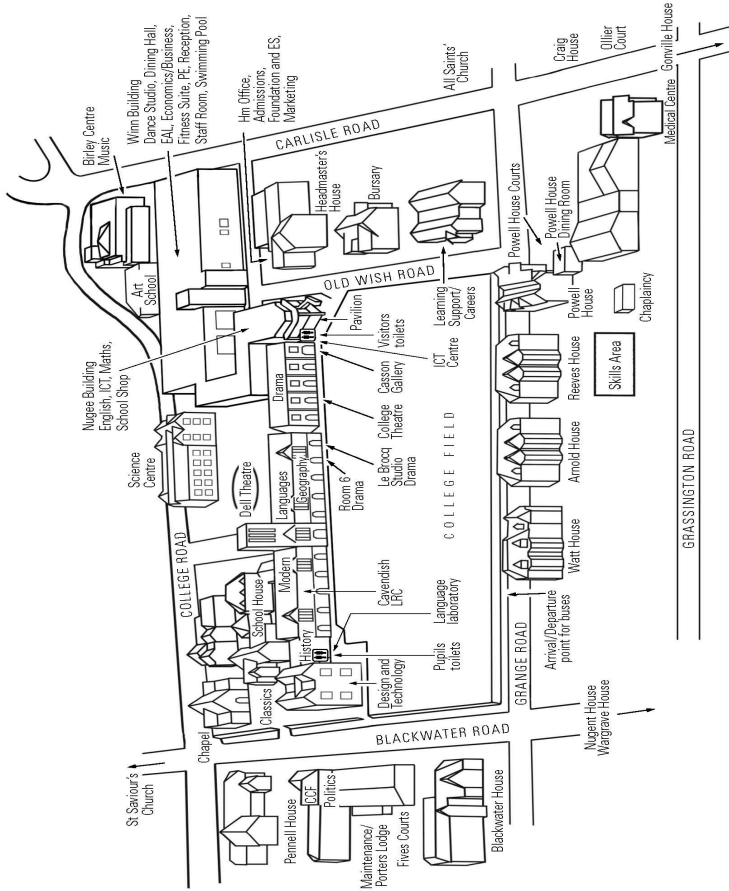 Birley Centre
Music
Winn Building
Dance Studio, Dining Hall,
EAL, Economics/Business,
Fitness Suite, PE, Reception,
Staff Room, Swimming Pool
Hm Office,
Admissions,
Foundation and ES,
Marketing
All Saints'
Church
Craig
House
Ollier
Court
Gonville House
CARLISLE ROAD
Medical Centre
Art
School
Headmaster's
House
Bursary
Powell House Courts
Powell House
Dining Room
Nugee Building
English, ICT, Maths,
School Shop
OLD WISH ROAD
Learning
Support/
Careers
Powell
House
Chaplaincy
Pavilion
Visitors
toilets
ICT
Centre
Casson
Gallery
College
Theatre
Le Brocq
Studio
Drama
Room 6
Drama
Drama
Reeves House
Skills Area
Science
Centre
Dell Theatre
Languages
Geography
COLLEGE FIELD
Arnold House
GRASSINGTON ROAD
COLLEGE ROAD
School House
Modern
Cavendish
LRC
Watt House
History
Language
laboratory
Pupils
toilets
Arrival/Departure
point for buses
GRANGE ROAD
Chapel
Classics
Design and
Technology
BLACKWATER ROAD
Nugent House
Wargrave House
St Saviour's
Church
Pennell House
CCF
Politics
Maintenance/
Porters Lodge
Fives Courts
Blackwater House